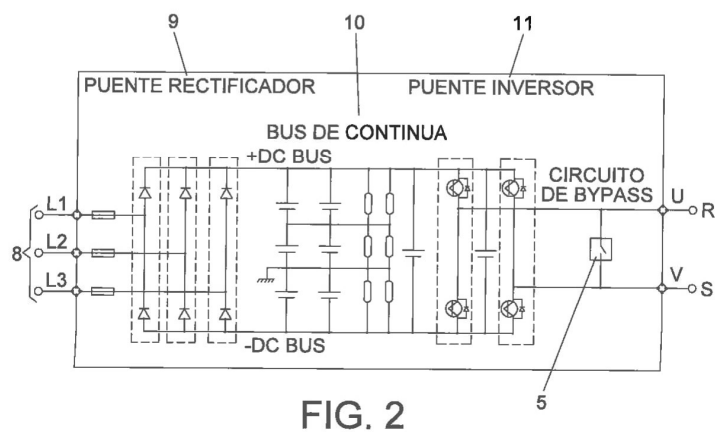 9
10
11
PUENTE RECTIFICADOR
PUENTE INVERSOR
BUS DE CONTINUA
+DC BUS
CIRCUITO
DE BYPASS
L1
L2
L3
8
U
R
V
S
-DC BUS
5
FIG. 2